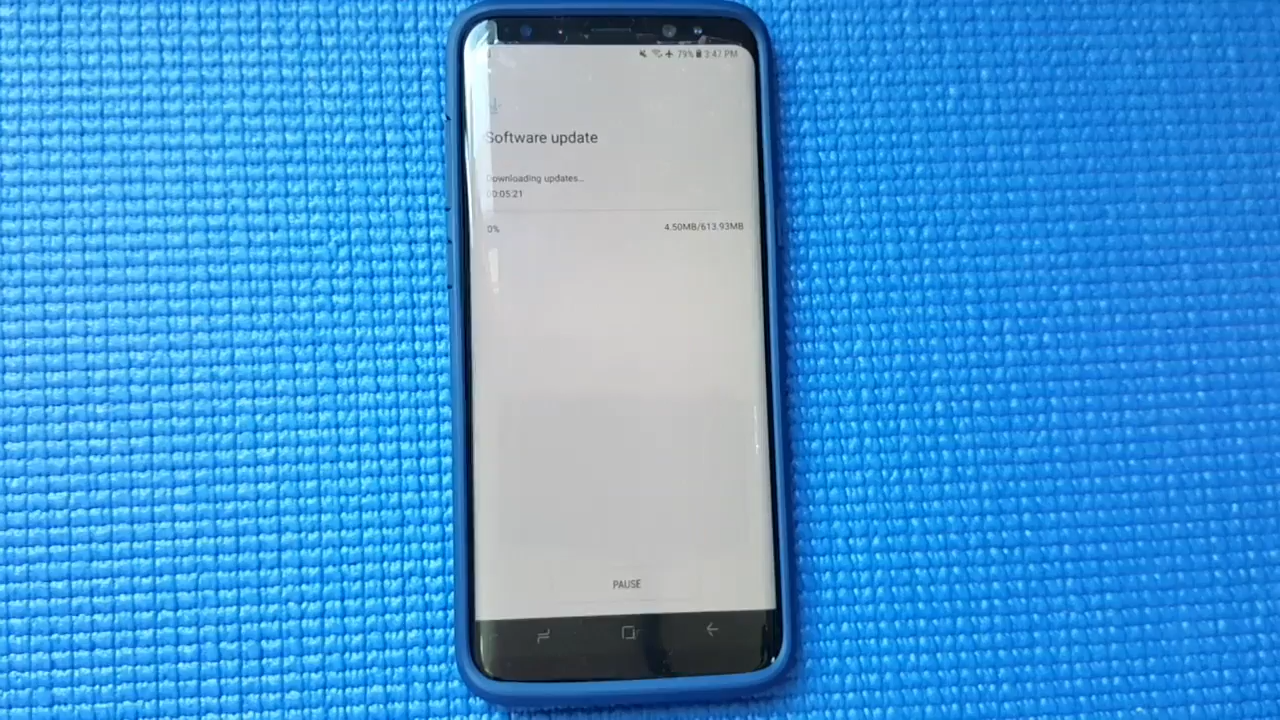 79% 3:47 PM
Software update
Downloading updates...
00:05:21
0% 4.50MB/613.93MB
PAUSE